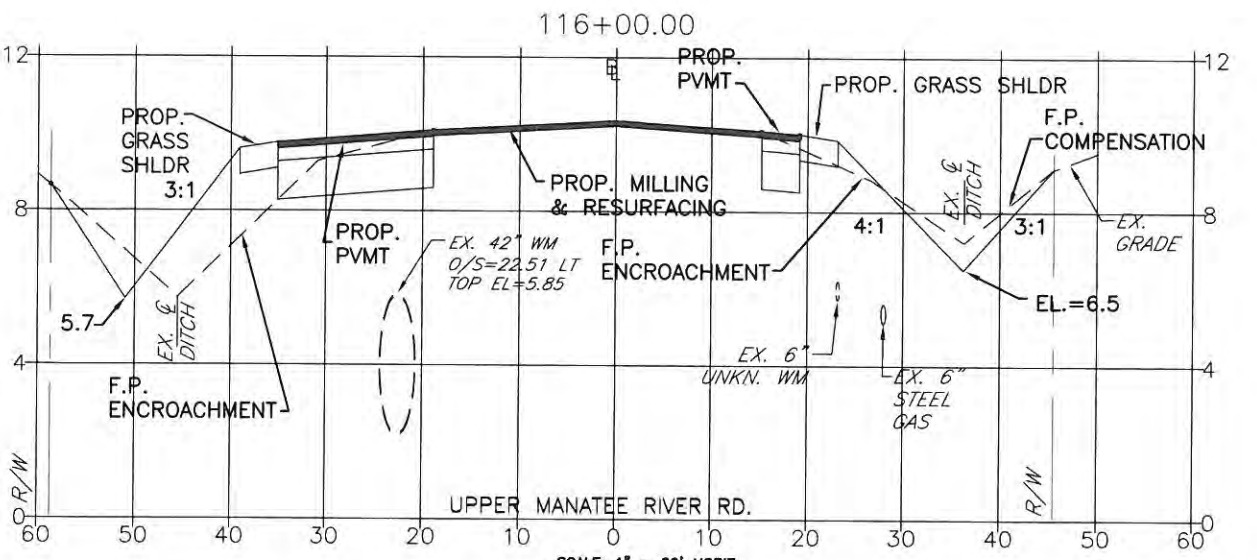 116+00.00
12
12
PROP.
PVMT
PROP. GRASS SHLDR
PROP.
GRASS
SHLDR
3:1
F.P.
COMPENSATION
EX. ℄
DITCH
8
8
PROP. MILLING
& RESURFACING
PROP.
PVMT
EX. 42" WM
O/S=22.51 LT
TOP EL=5.85
F.P.
ENCROACHMENT
4:1
3:1
EX.
GRADE
5.7
EX. ℄
DITCH
EL.=6.5
4
4
EX. 6"
UNKN. WM
EX. 6"
STEEL
GAS
F.P.
ENCROACHMENT
R/W
R/W
UPPER MANATEE RIVER RD.
0
0
60 50 40 30 20 10 0 10 20 30 40 50 60